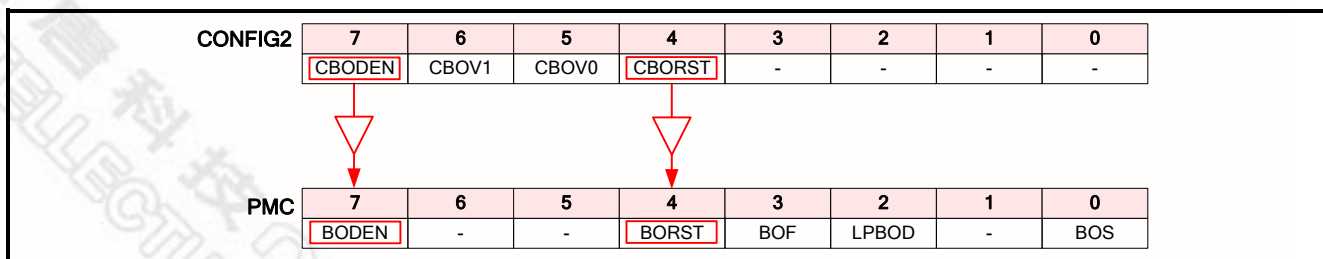 CONFIG2 7 6 5 4 3 2 1 0
CBODEN CBOV1 CBOV0 CBORST - - - -
PMC 7 6 5 4 3 2 1 0
BODEN - - BORST BOF LPBOD - BOS